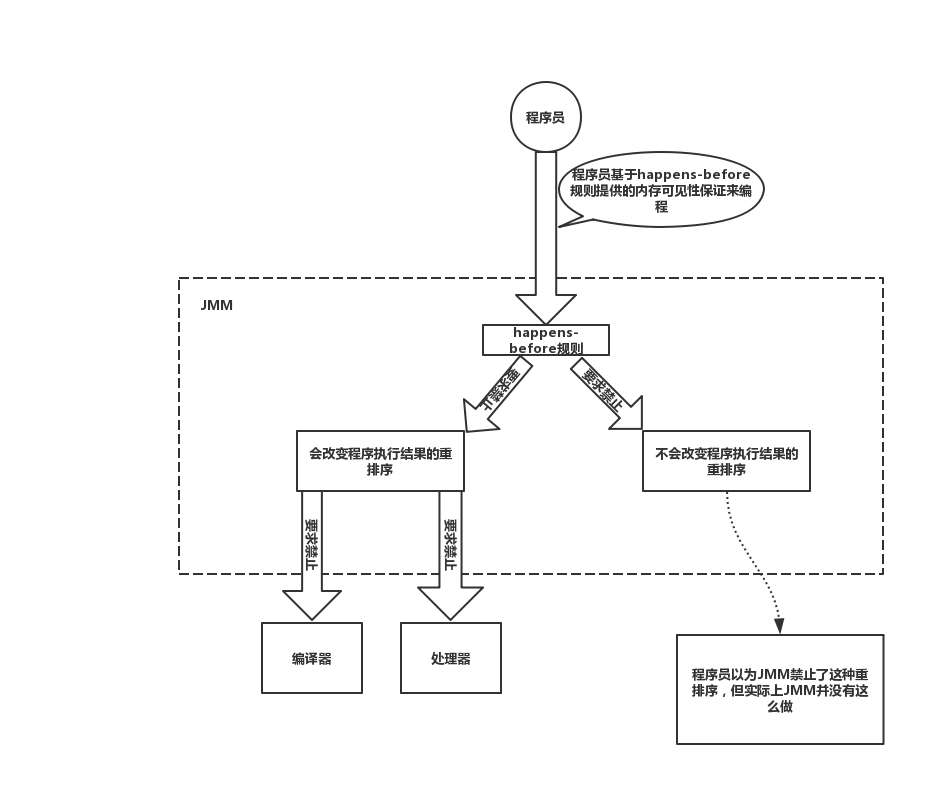 程序员
程序员基于happens-before
规则提供的内存可见性保证来编
程
JMM
happens-
before规则
要求禁止
要求禁止
会改变程序执行结果的重
排序
不会改变程序执行结果的
重排序
要求禁止
要求禁止
编译器
处理器
程序员以为JMM禁止了这种重
排序，但实际上JMM并没有这
么做